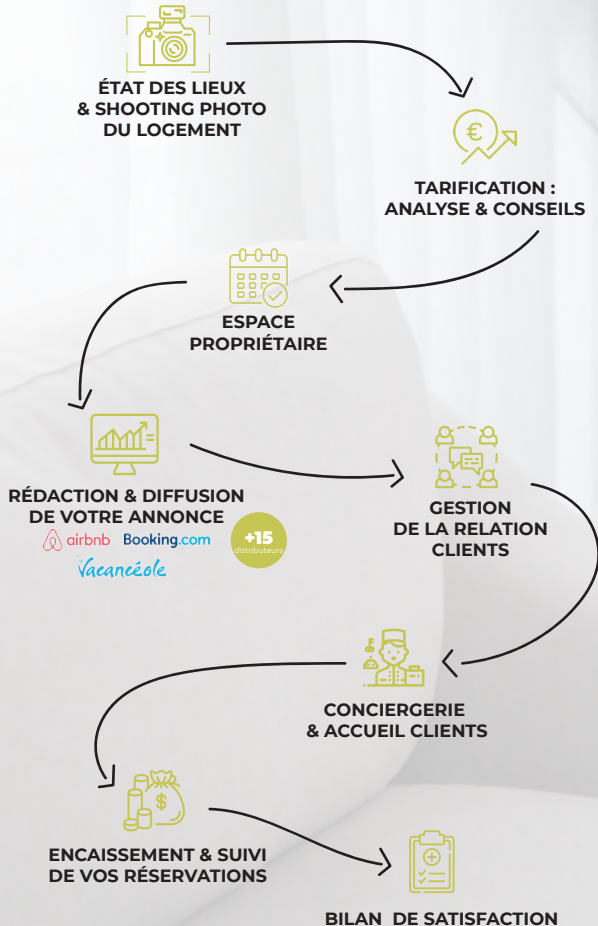 ÉTAT DES LIEUX
& SHOOTING PHOTO
DU LOGEMENT
€
TARIFICATION :
ANALYSE & CONSEILS
ESPACE
PROPRIÉTAIRE
RÉDACTION & DIFFUSION
DE VOTRE ANNONCE
airbnb Booking.com
+15
distributeurs
Vacancéole
GESTION
DE LA RELATION
CLIENTS
CONCIERGERIE
& ACCUEIL CLIENTS
$
ENCAISSEMENT & SUIVI
DE VOS RÉSERVATIONS
BILAN DE SATISFACTION